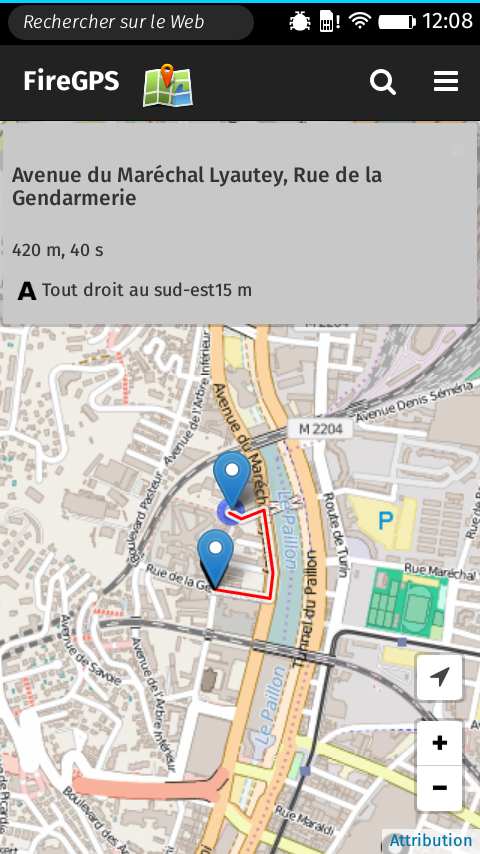 Rechercher sur le Web
12:08
FireGPS
Avenue du Maréchal Lyautey, Rue de la
Gendarmerie
420 m, 40 s
A Tout droit au sud-est15 m
M 2204
Avenue de l'Arbre Inférieur
Avenue Denis Séméria
M 2204
Avenue du Maréch
Boulevard Pasteur
Le Paillon
Route de Turin
P
Rue de la Ge
Rue Maréchal
Tunnel du Paillon
Avenue de Savoie
Avenue de l'Arbre Inférieur
Le Paillon
+
-
Boulevard des A
Rue Maraldi
Attribution